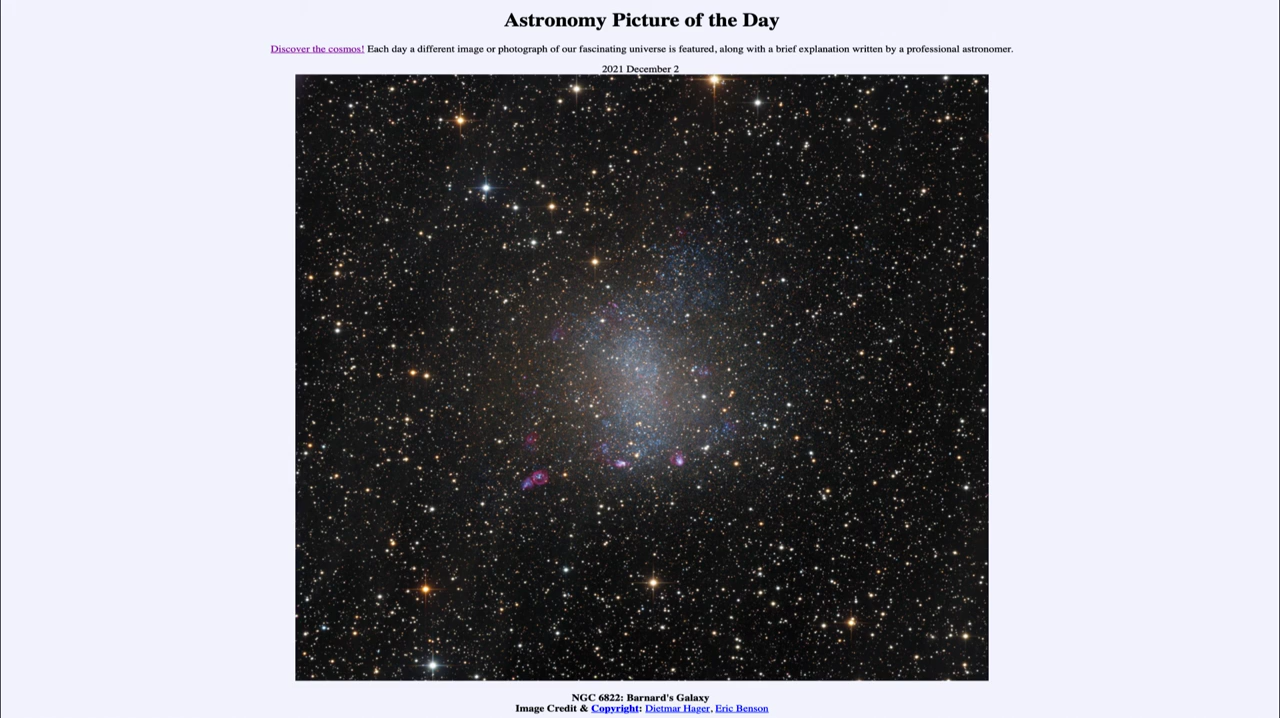 Astronomy Picture of the Day
Discover the cosmos! Each day a different image or photograph of our fascinating universe is featured, along with a brief explanation written by a professional astronomer.
2021 December 2
NGC 6822: Barnard's Galaxy
Image Credit & Copyright: Dietmar Hager, Eric Benson